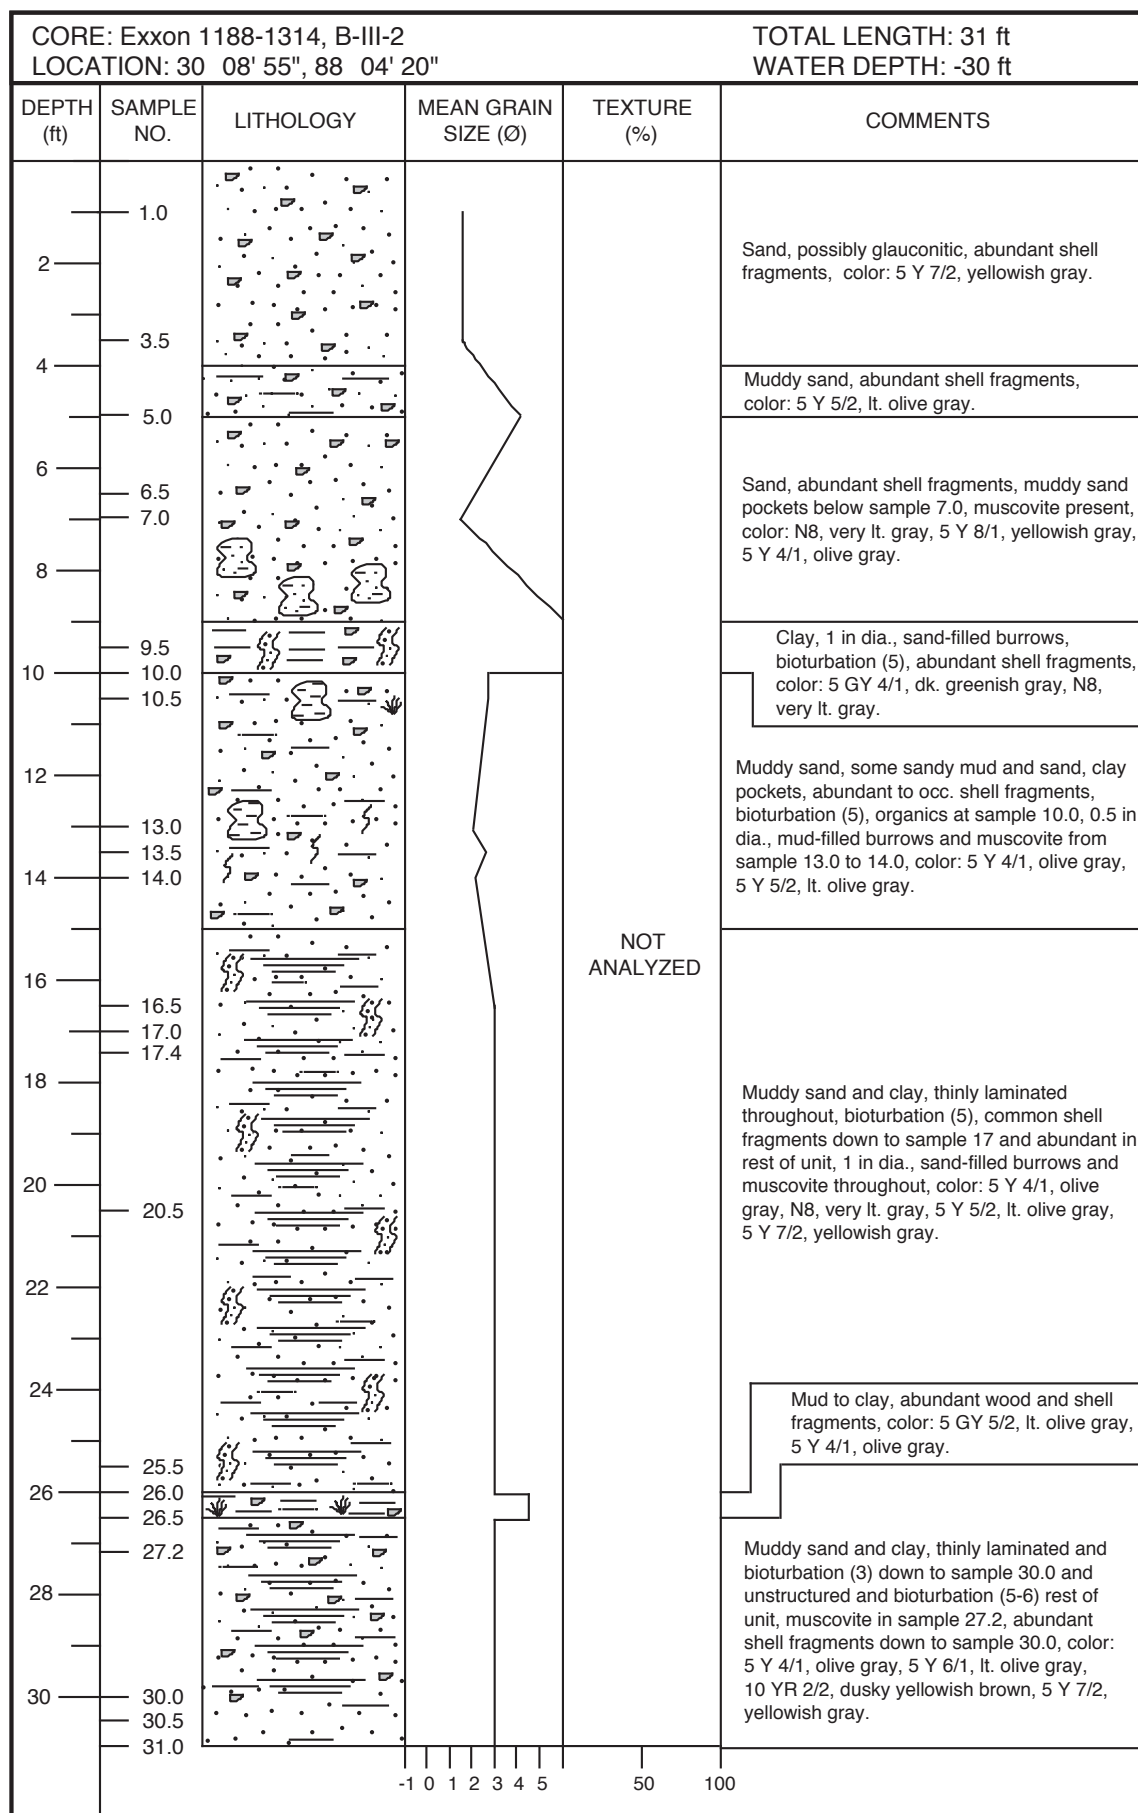 CORE: Exxon 1188-1314, B-III-2
TOTAL LENGTH: 31 ft
LOCATION: 30 08' 55", 88 04' 20"
WATER DEPTH: -30 ft
DEPTH (ft)
SAMPLE NO.
LITHOLOGY
MEAN GRAIN SIZE (Ø)
TEXTURE (%)
COMMENTS
1.0
2
3.5
4
5.0
6
6.5
7.0
8
9.5
10
10.0
10.5
12
13.0
13.5
14
14.0
16
16.5
17.0
17.4
18
20
20.5
22
24
25.5
26
26.0
26.5
27.2
28
30
30.0
30.5
31.0
NOT
ANALYZED
Sand, possibly glauconitic, abundant shell
fragments, color: 5 Y 7/2, yellowish gray.
Muddy sand, abundant shell fragments,
color: 5 Y 5/2, lt. olive gray.
Sand, abundant shell fragments, muddy sand
pockets below sample 7.0, muscovite present,
color: N8, very lt. gray, 5 Y 8/1, yellowish gray,
5 Y 4/1, olive gray.
Clay, 1 in dia., sand-filled burrows,
bioturbation (5), abundant shell fragments,
color: 5 GY 4/1, dk. greenish gray, N8,
very lt. gray.
Muddy sand, some sandy mud and sand, clay
pockets, abundant to occ. shell fragments,
bioturbation (5), organics at sample 10.0, 0.5 in
dia., mud-filled burrows and muscovite from
sample 13.0 to 14.0, color: 5 Y 4/1, olive gray,
5 Y 5/2, lt. olive gray.
Muddy sand and clay, thinly laminated
throughout, bioturbation (5), common shell
fragments down to sample 17 and abundant in
rest of unit, 1 in dia., sand-filled burrows and
muscovite throughout, color: 5 Y 4/1, olive
gray, N8, very lt. gray, 5 Y 5/2, lt. olive gray,
5 Y 7/2, yellowish gray.
Mud to clay, abundant wood and shell
fragments, color: 5 GY 5/2, lt. olive gray,
5 Y 4/1, olive gray.
Muddy sand and clay, thinly laminated and
bioturbation (3) down to sample 30.0 and
unstructured and bioturbation (5-6) rest of
unit, muscovite in sample 27.2, abundant
shell fragments down to sample 30.0, color:
5 Y 4/1, olive gray, 5 Y 6/1, lt. olive gray,
10 YR 2/2, dusky yellowish brown, 5 Y 7/2,
yellowish gray.
-1 0 1 2 3 4 5
50 100